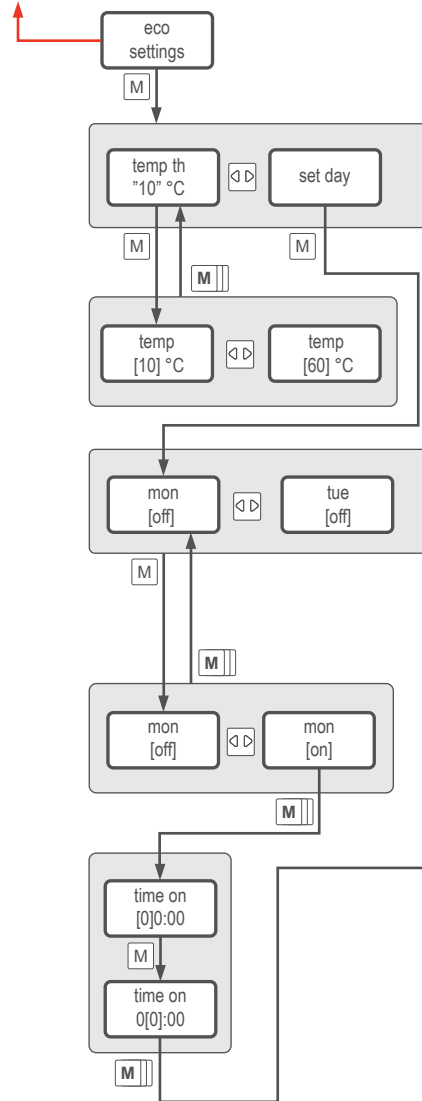 eco
settings
M
temp th
”10” °C
set day
M
M
M
temp
[10] °C
temp
[60] °C
mon
[off]
tue
[off]
M
M
mon
[off]
mon
[on]
M
time on
[0]0:00
M
time on
0[0]:00
M